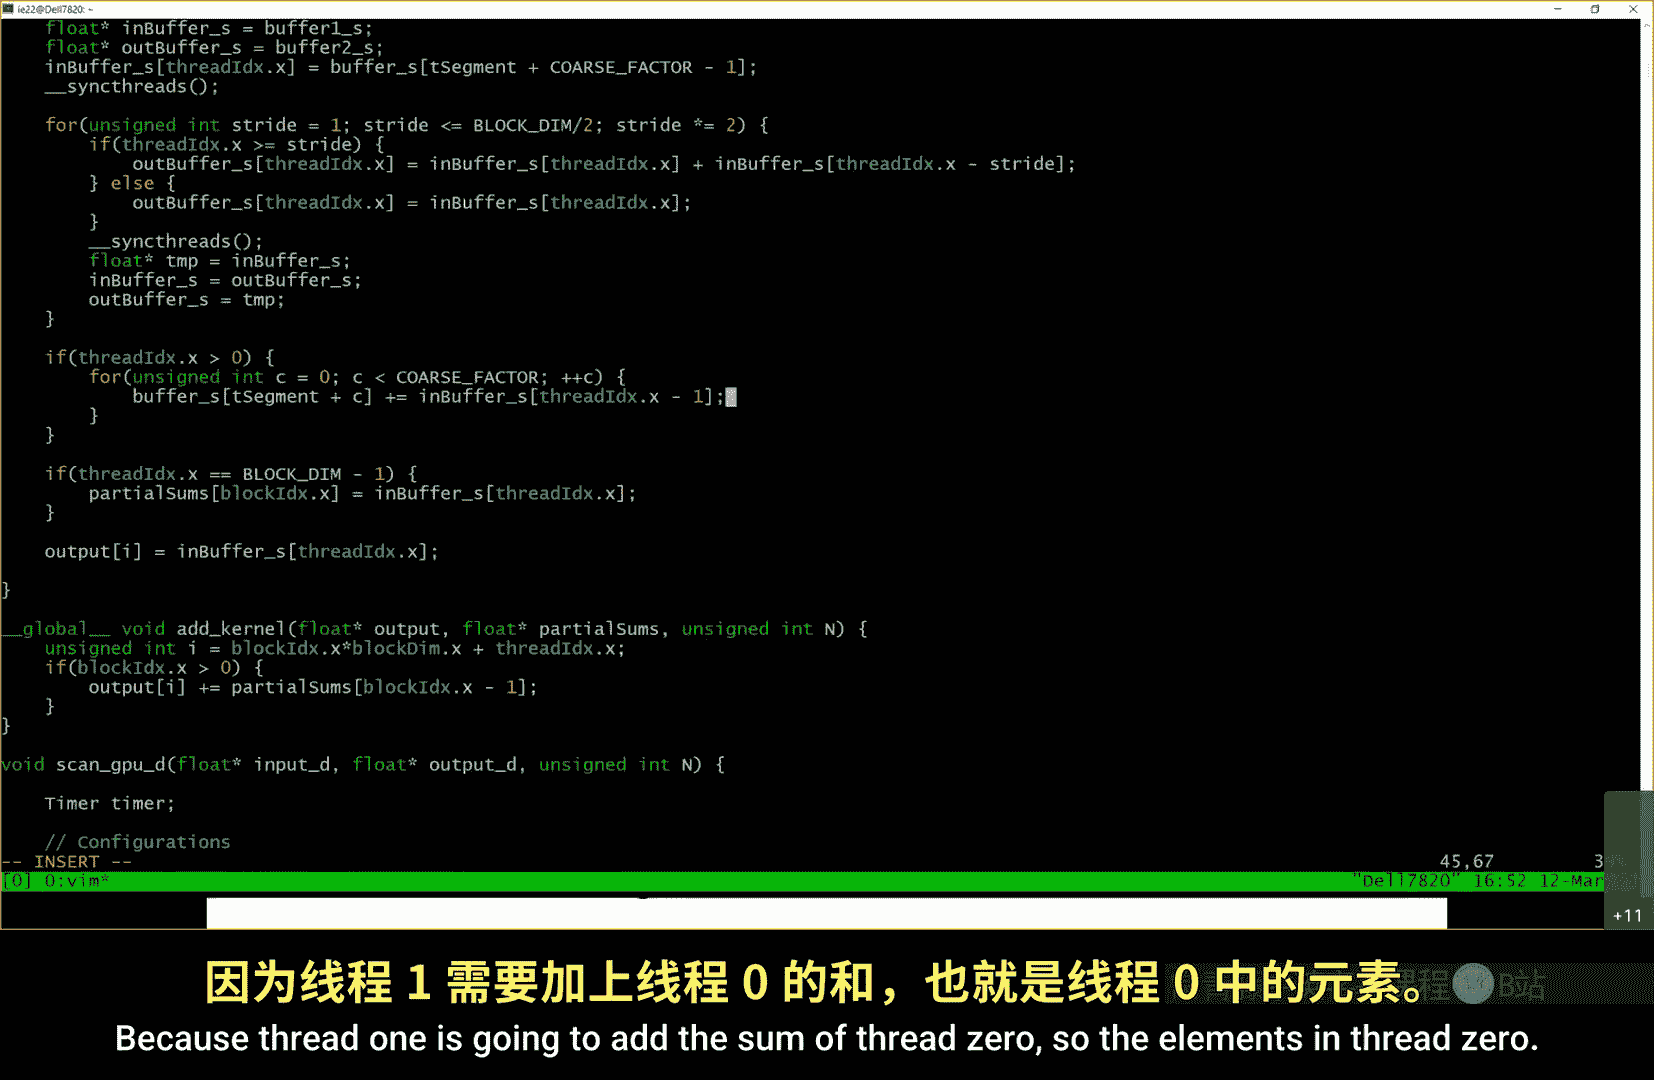 ie22@Dell7820: ~
    float* inBuffer_s = buffer1_s;
    float* outBuffer_s = buffer2_s;
    inBuffer_s[threadIdx.x] = buffer_s[tSegment + COARSE_FACTOR - 1];
    __syncthreads();
    for(unsigned int stride = 1; stride <= BLOCK_DIM/2; stride *= 2) {
        if(threadIdx.x >= stride) {
            outBuffer_s[threadIdx.x] = inBuffer_s[threadIdx.x] + inBuffer_s[threadIdx.x - stride];
        } else {
            outBuffer_s[threadIdx.x] = inBuffer_s[threadIdx.x];
        }
        __syncthreads();
        float* tmp = inBuffer_s;
        inBuffer_s = outBuffer_s;
        outBuffer_s = tmp;
    }
    if(threadIdx.x > 0) {
        for(unsigned int c = 0; c < COARSE_FACTOR; ++c) {
            buffer_s[tSegment + c] += inBuffer_s[threadIdx.x - 1];
        }
    }
    if(threadIdx.x == BLOCK_DIM - 1) {
        partialSums[blockIdx.x] = inBuffer_s[threadIdx.x];
    }
    output[i] = inBuffer_s[threadIdx.x];
}
__global__ void add_kernel(float* output, float* partialSums, unsigned int N) {
    unsigned int i = blockIdx.x*blockDim.x + threadIdx.x;
    if(blockIdx.x > 0) {
        output[i] += partialSums[blockIdx.x - 1];
    }
}
void scan_gpu_d(float* input_d, float* output_d, unsigned int N) {
    Timer timer;
    // Configurations
-- INSERT -- 45,67
[0] 0:vim* "Dell7820" 16:52 12-Mar
+11
因为线程 1 需要加上线程 0 的和，也就是线程 0 中的元素。
程 B站
Because thread one is going to add the sum of thread zero, so the elements in thread zero.